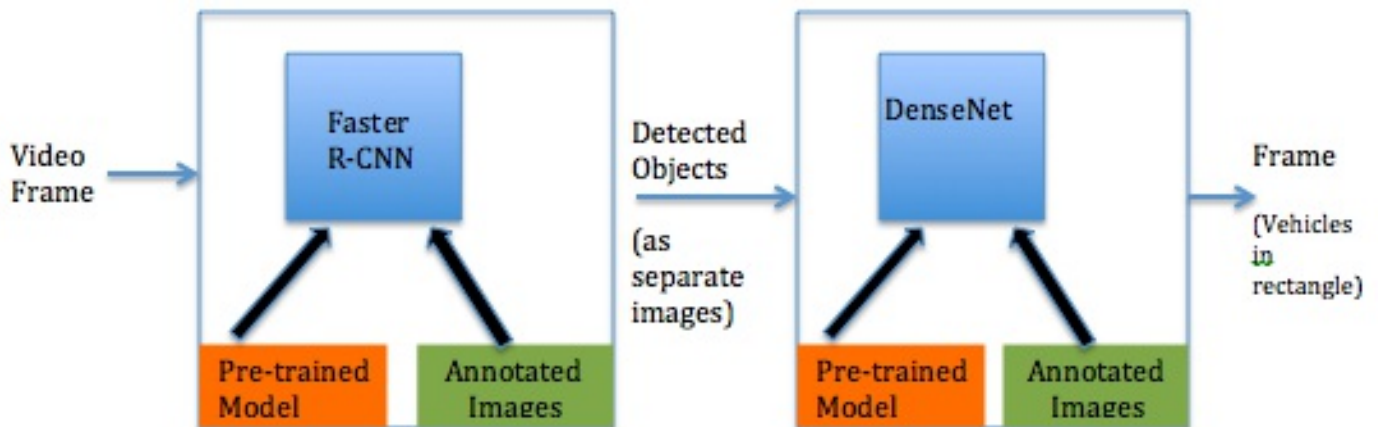 Video
Frame
Faster
R-CNN
Pre-trained
Model
Annotated
Images
Detected
Objects
(as
separate
images)
DenseNet
Pre-trained
Model
Annotated
Images
Frame
(Vehicles
in
rectangle)